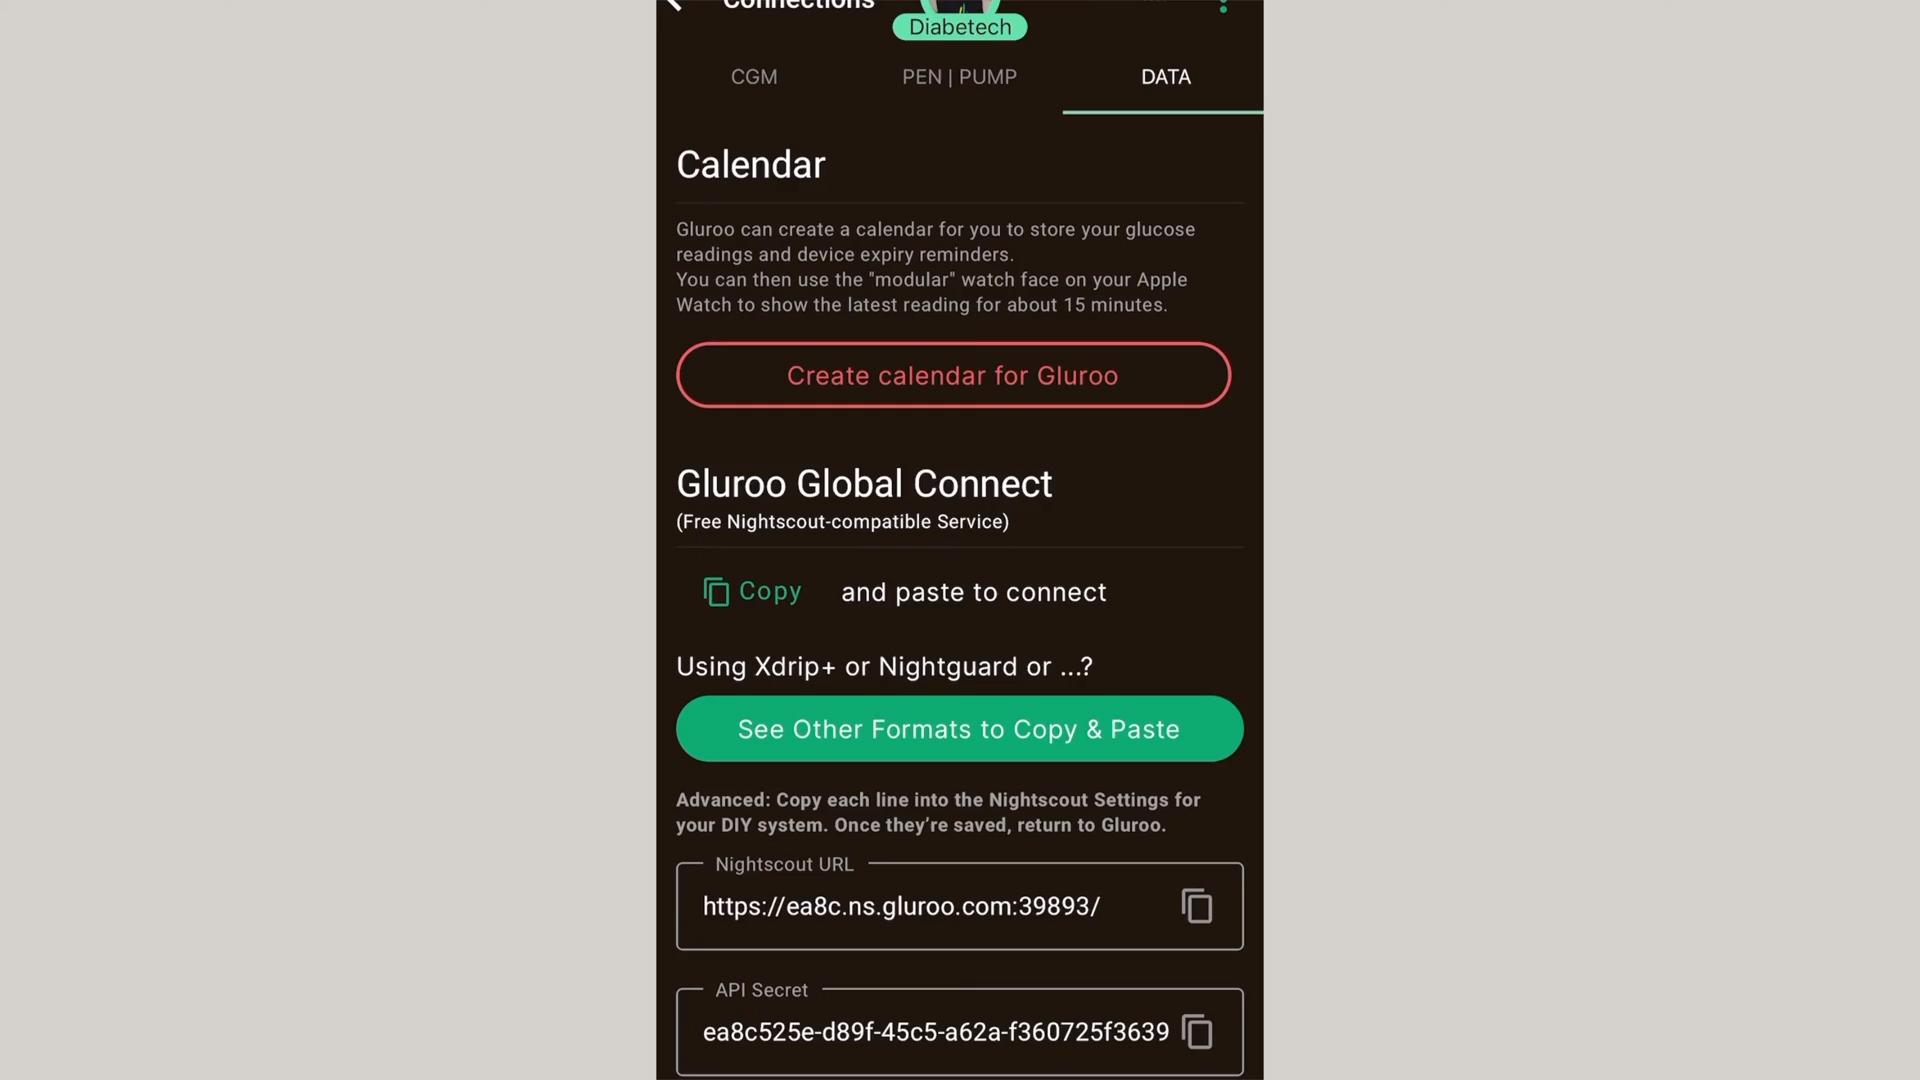 Connections
Diabetech
CGM
PEN | PUMP
DATA
Calendar
Gluroo can create a calendar for you to store your glucose
readings and device expiry reminders.
You can then use the "modular" watch face on your Apple
Watch to show the latest reading for about 15 minutes.
Create calendar for Gluroo
Gluroo Global Connect
(Free Nightscout-compatible Service)
Copy and paste to connect
Using Xdrip+ or Nightguard or ...?
See Other Formats to Copy & Paste
Advanced: Copy each line into the Nightscout Settings for
your DIY system. Once they’re saved, return to Gluroo.
Nightscout URL
https://ea8c.ns.gluroo.com:39893/
API Secret
ea8c525e-d89f-45c5-a62a-f360725f3639